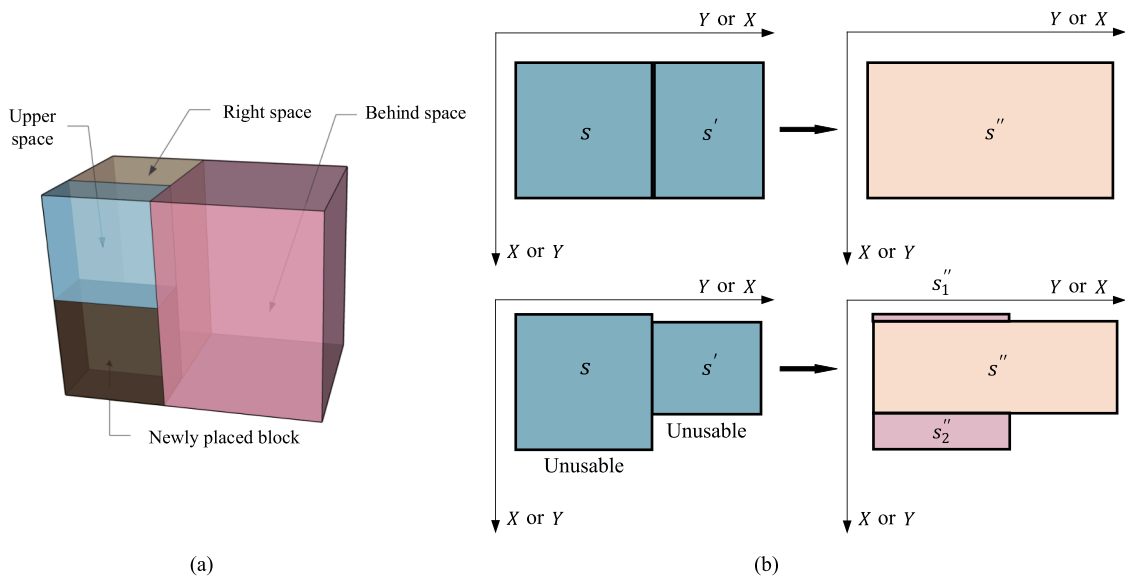 Upper
space
Right space
Behind space
Newly placed block
(a)
Y or X
s
s′
X or Y
Y or X
s″
X or Y
Y or X
s
s′
Unusable
Unusable
X or Y
s″₁
Y or X
s″
s″₂
X or Y
(b)